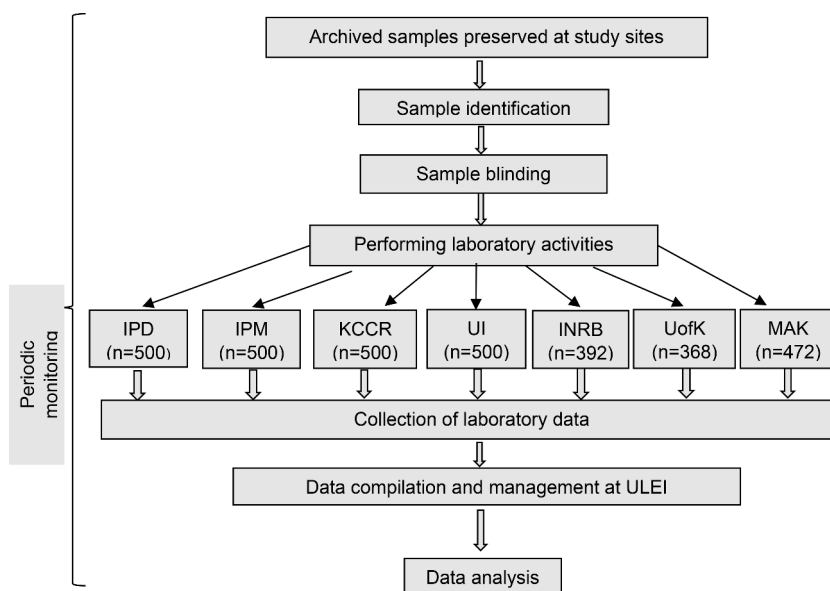 Archived samples preserved at study sites
Sample identification
Sample blinding
Performing laboratory activities
Periodic
monitoring
IPD
(n=500)
IPM
(n=500)
KCCR
(n=500)
UI
(n=500)
INRB
(n=392)
UofK
(n=368)
MAK
(n=472)
Collection of laboratory data
Data compilation and management at ULEI
Data analysis